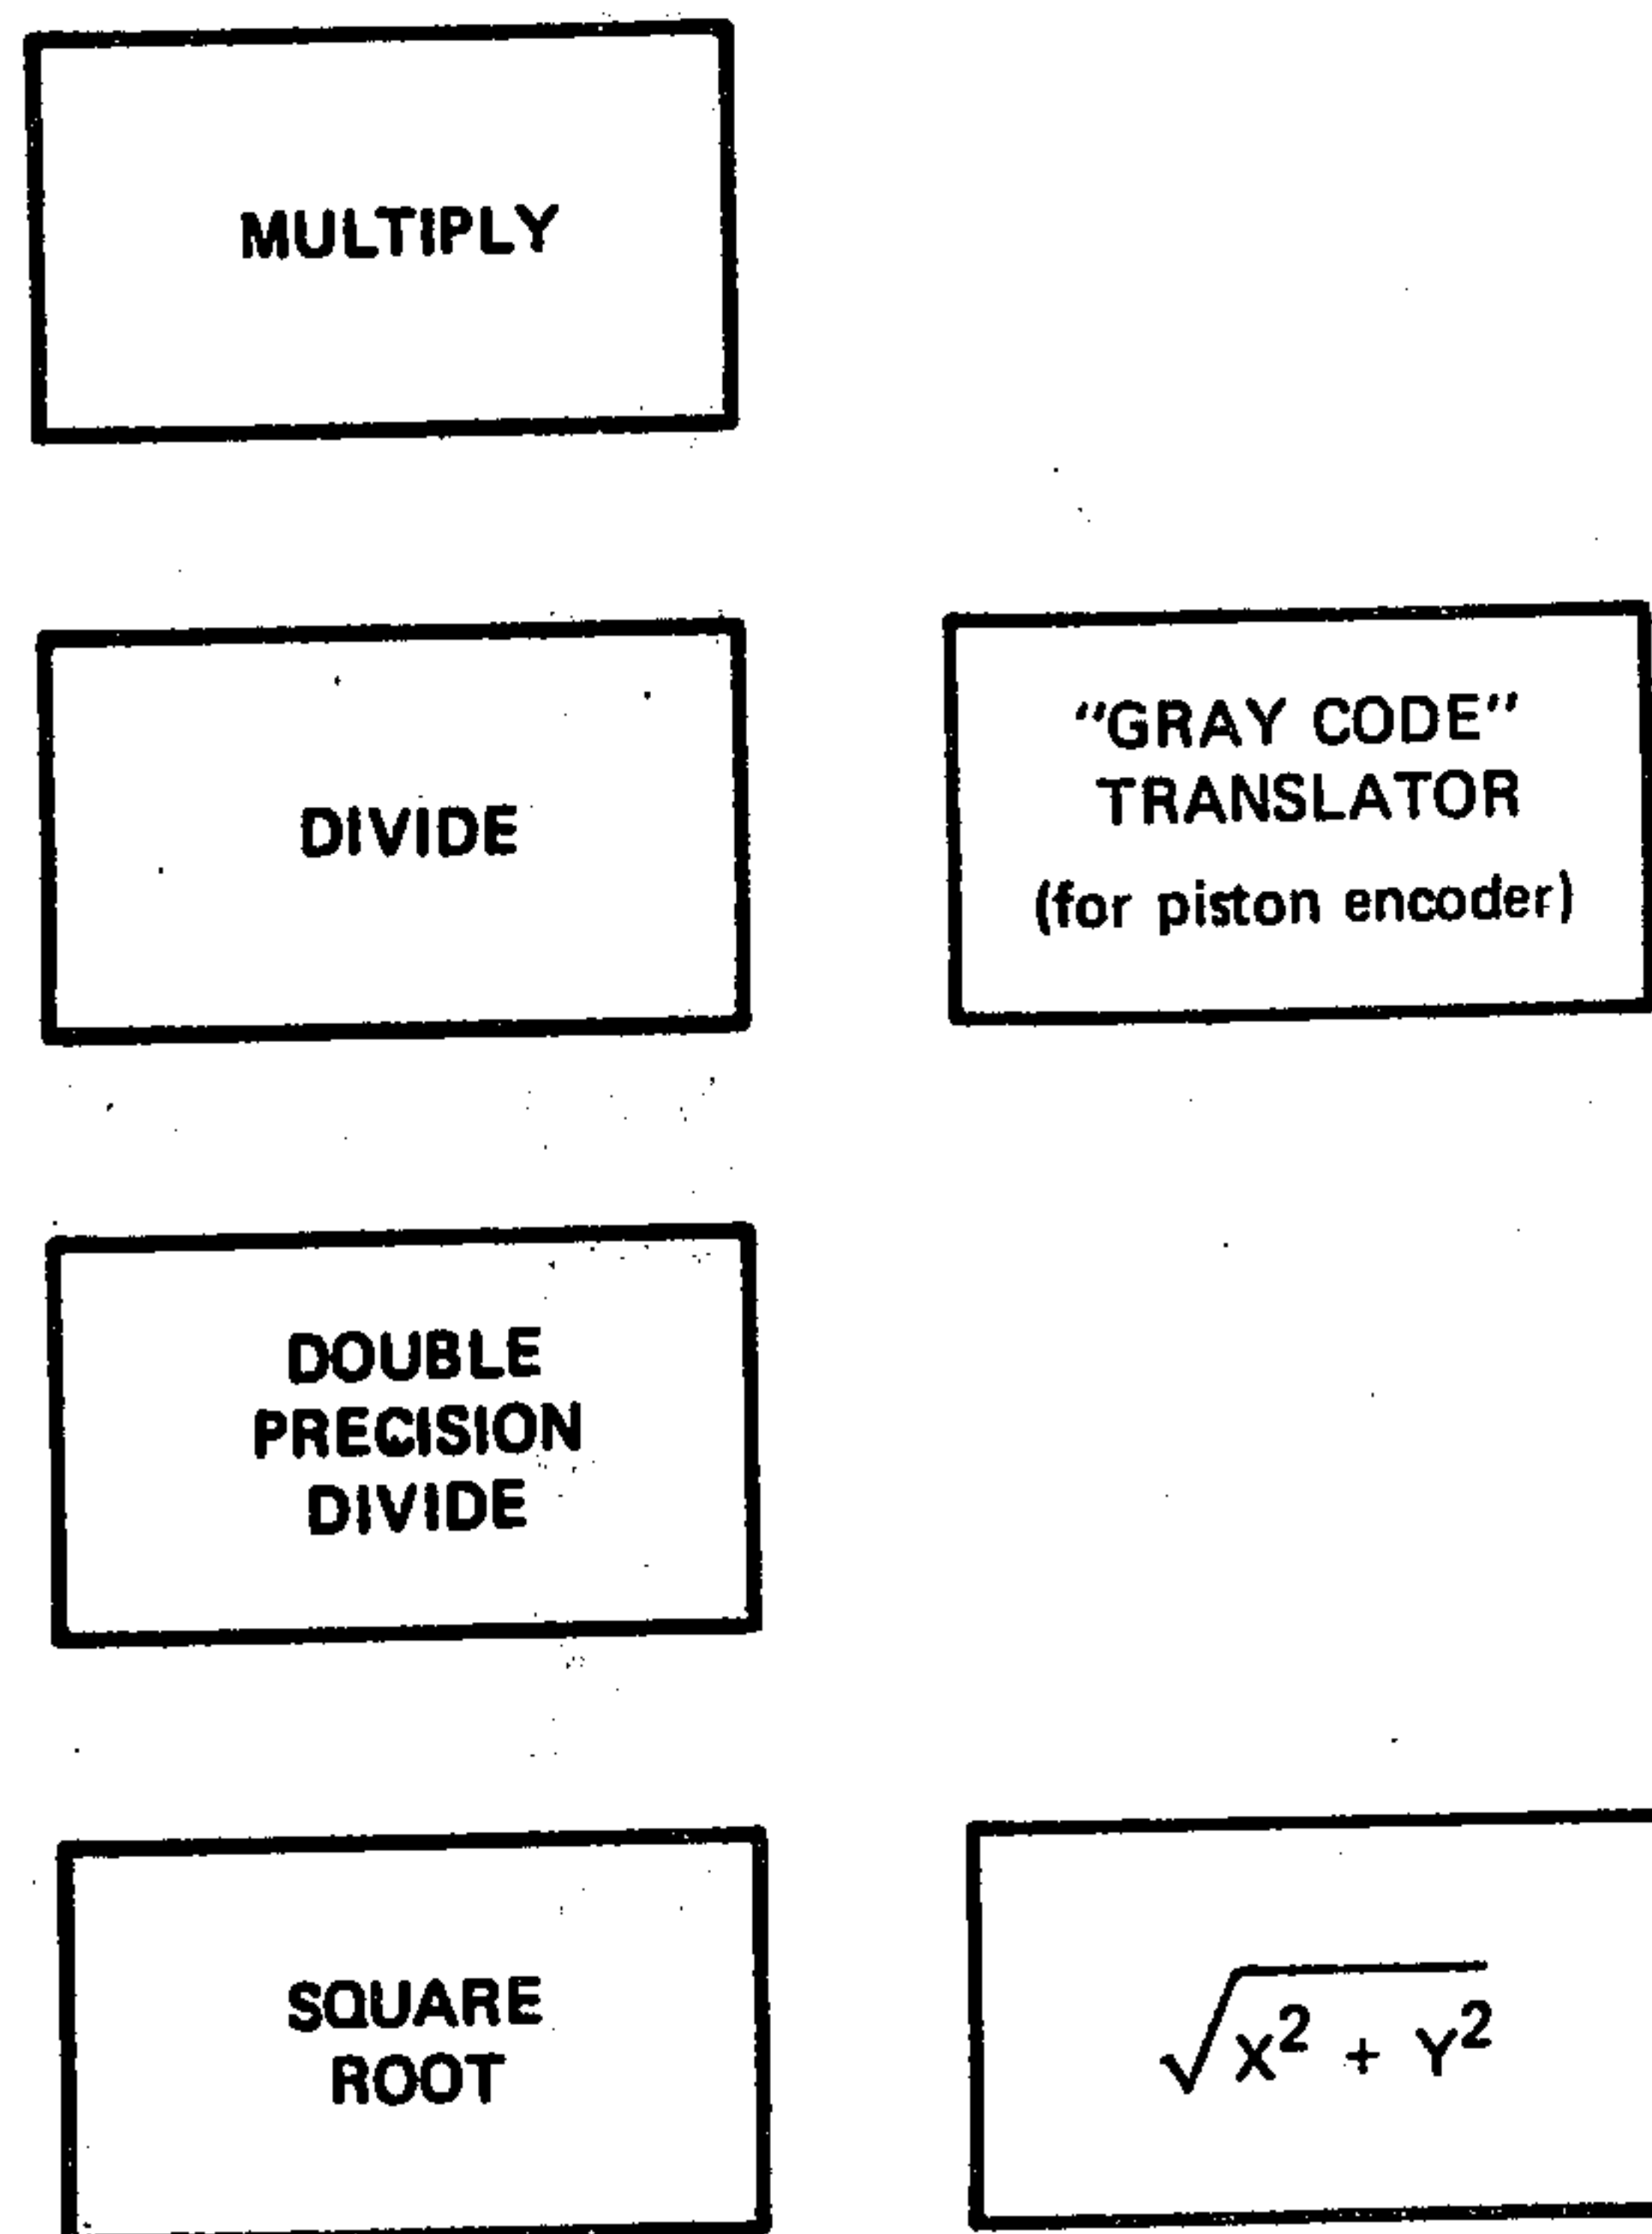 MULTIPLY
DIVIDE
"GRAY CODE"
TRANSLATOR
(for piston encoder)
DOUBLE
PRECISION
DIVIDE
SQUARE
ROOT
√X² + Y²